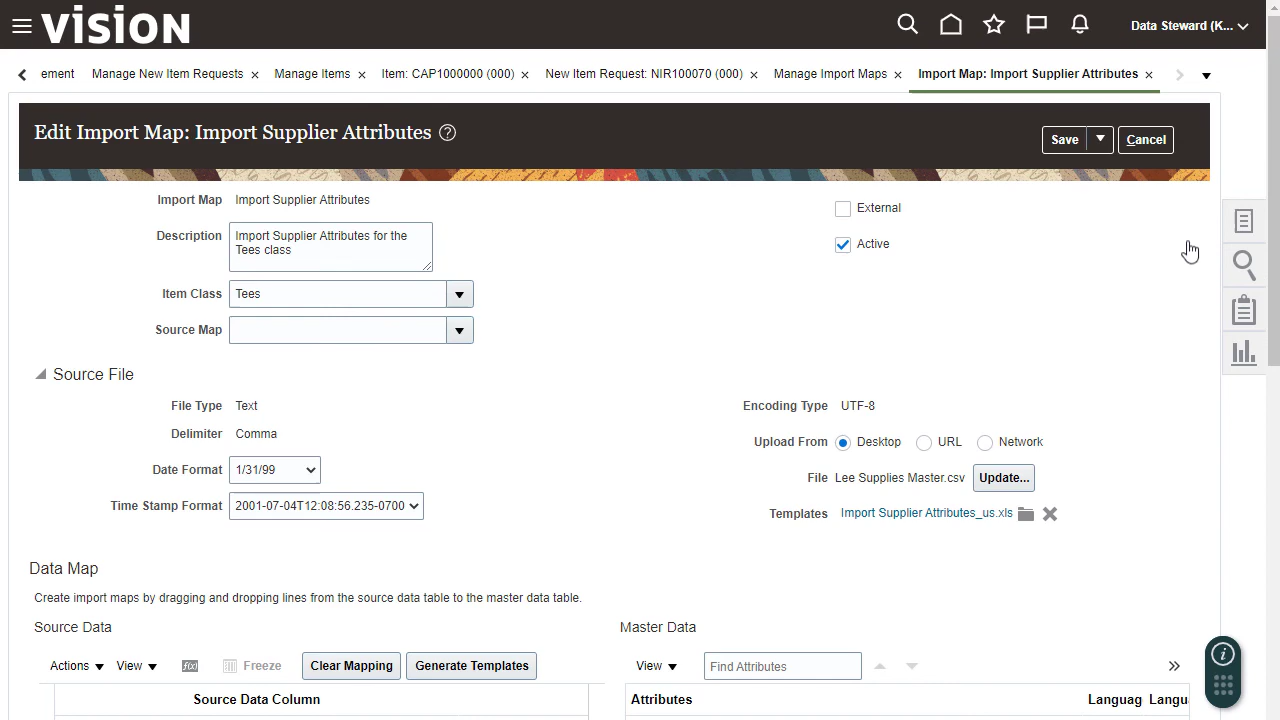 VISION
Data Steward (K...
ement Manage New Item Requests Manage Items Item: CAP1000000 (000) New Item Request: NIR100070 (000) Manage Import Maps Import Map: Import Supplier Attributes
Edit Import Map: Import Supplier Attributes
Save Cancel
Import Map Import Supplier Attributes
External
Description Import Supplier Attributes for the
Tees class
Active
Item Class Tees
Source Map
Source File
File Type Text
Encoding Type UTF-8
Delimiter Comma
Upload From Desktop URL Network
Date Format 1/31/99
File Lee Supplies Master.csv Update...
Time Stamp Format 2001-07-04T12:08:56.235-0700
Templates Import Supplier Attributes_us.xls
Data Map
Create import maps by dragging and dropping lines from the source data table to the master data table.
Source Data Master Data
Actions View f(x) Freeze Clear Mapping Generate Templates View Find Attributes
Source Data Column Attributes Languag Langu